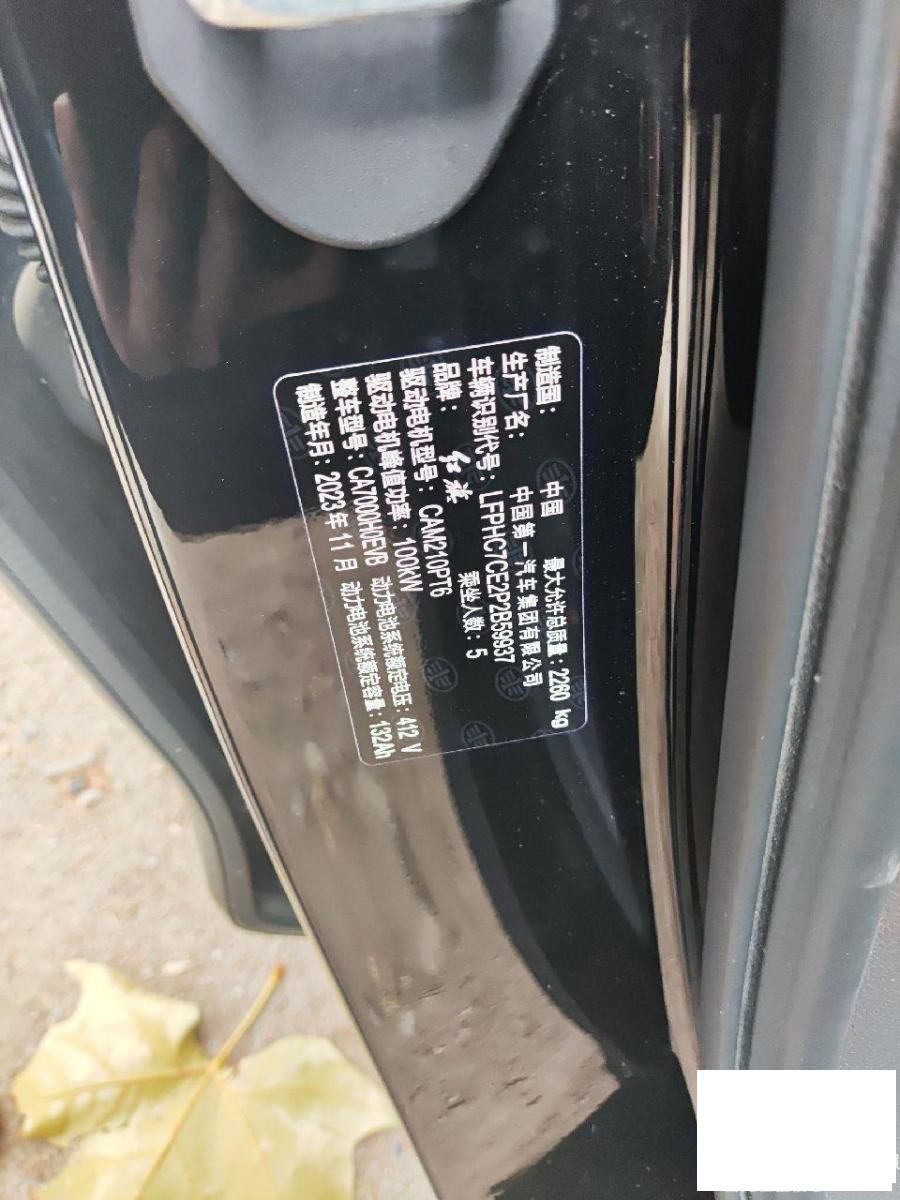 制造国：中国 最大允许总质量：2260 kg
生产厂名：中国第一汽车集团有限公司
车辆识别代号：LFPHC7CE2P2B59937
品牌：红旗 乘坐人数：5
驱动电机型号：CAM210PT6
驱动电机峰值功率：100kW
整车型号：CA7000H0EVB 动力电池系统额定电压：412 V
制造年月：2023年11月 动力电池系统额定容量：132Ah